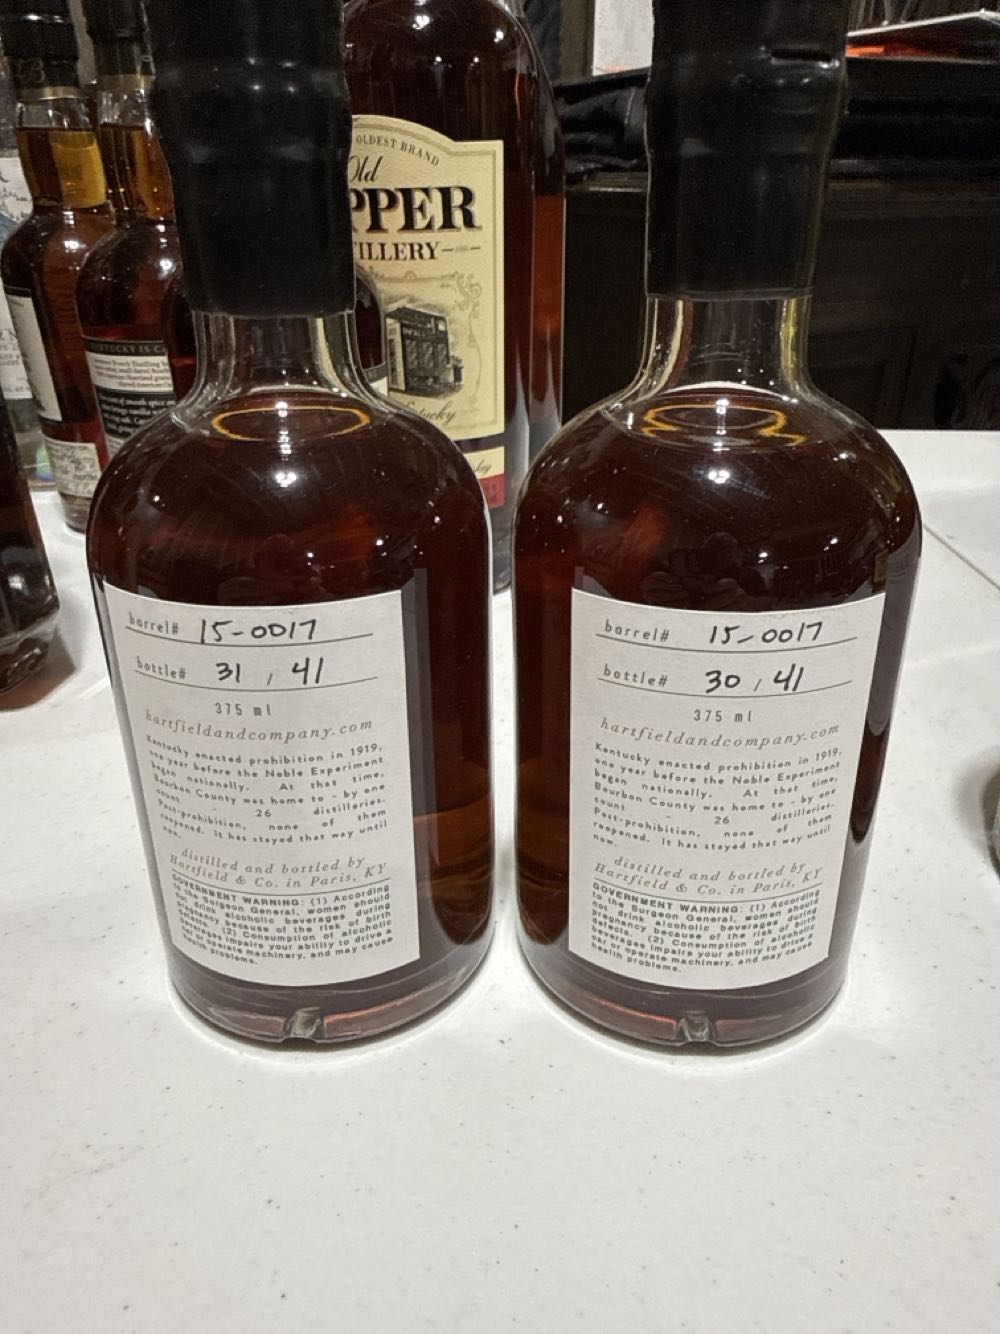 OLDEST BRAND
Old
PPER
TILLERY
KENTUCKY IS C
barrel# 15-0017
bottle# 31 / 41
375 ml
hartfieldandcompany.com
Kentucky enacted prohibition in 1919,
one year before the Noble Experiment
began nationally. At that time,
Bourbon County was home to - by one
count - 26 distilleries.
Post-prohibition, none of them
reopened. It has stayed that way until
now.
distilled and bottled by
Hartfield & Co. in Paris, KY
GOVERNMENT WARNING: (1) According
to the Surgeon General, women should
not drink alcoholic beverages during
pregnancy because of the risk of birth
defects. (2) Consumption of alcoholic
beverages impairs your ability to drive a
car or operate machinery, and may cause
health problems.
barrel# 15-0017
bottle# 30 / 41
375 ml
hartfieldandcompany.com
Kentucky enacted prohibition in 1919,
one year before the Noble Experiment
began nationally. At that time,
Bourbon County was home to - by one
count - 26 distilleries.
Post-prohibition, none of them
reopened. It has stayed that way until
now.
distilled and bottled by
Hartfield & Co. in Paris, KY
GOVERNMENT WARNING: (1) According
to the Surgeon General, women should
not drink alcoholic beverages during
pregnancy because of the risk of birth
defects. (2) Consumption of alcoholic
beverages impairs your ability to drive a
car or operate machinery, and may cause
health problems.